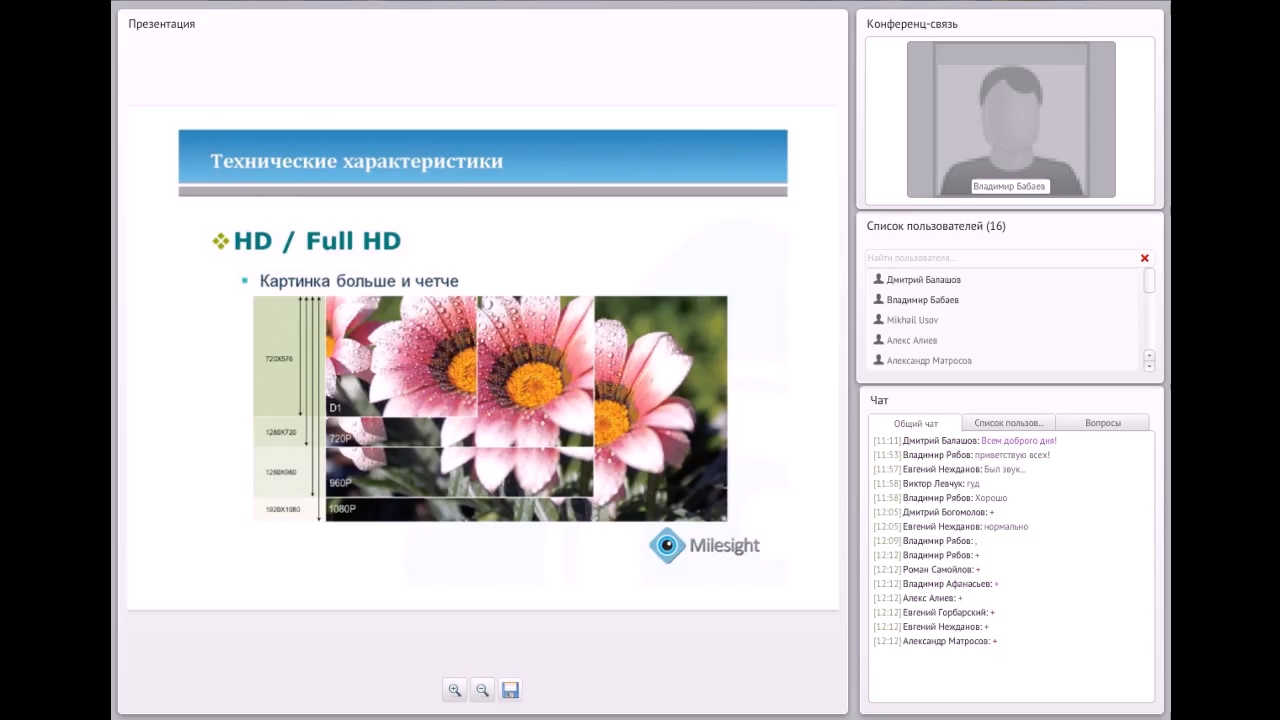 Презентация
Технические характеристики
HD / Full HD
Картинка больше и четче
720X576
1280X720
1280X960
1920X1080
D1
720P
960P
1080P
Milesight
Конференц-связь
Владимир Бабаев
Список пользователей (16)
Найти пользователя...
Дмитрий Балашов
Владимир Бабаев
Mikhail Usov
Алекс Алиев
Александр Матросов
Чат
Общий чат
Список пользов...
Вопросы
[11:11] Дмитрий Балашов: Всем доброго дня!
[11:53] Владимир Рябов: приветствую всех!
[11:57] Евгений Нежданов: Был звук...
[11:58] Виктор Левчук: гуд
[11:58] Владимир Рябов: Хорошо
[12:05] Дмитрий Богомолов: +
[12:05] Евгений Нежданов: нормально
[12:09] Владимир Рябов: ,
[12:12] Владимир Рябов: +
[12:12] Роман Самойлов: +
[12:12] Владимир Афанасьев: +
[12:12] Алекс Алиев: +
[12:12] Евгений Горбарский: +
[12:12] Евгений Нежданов: +
[12:12] Александр Матросов: +